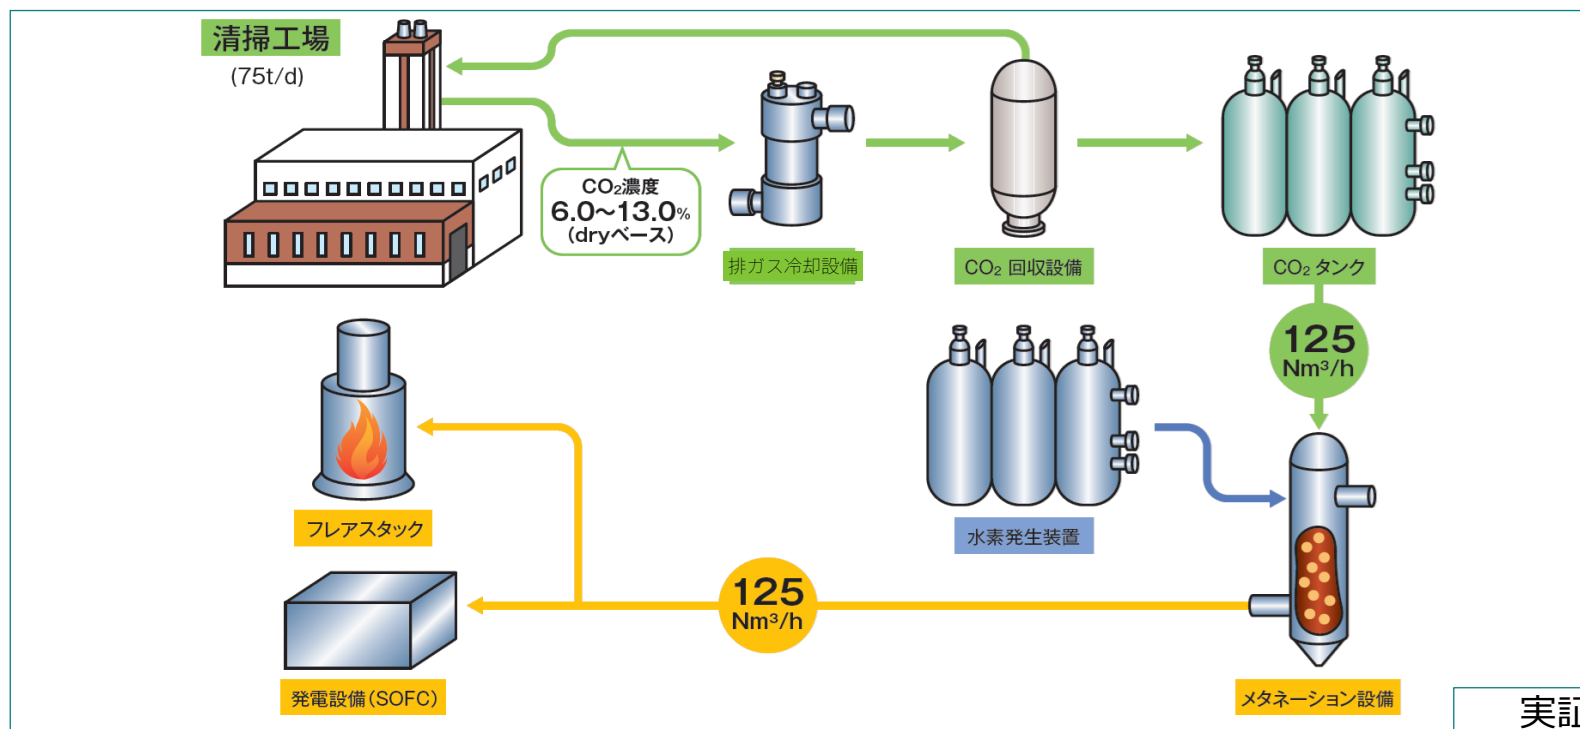 清掃工場
(75t/d)
CO₂濃度
6.0～13.0%
(dryベース)
排ガス冷却設備
CO₂ 回収設備
CO₂ タンク
125
Nm³/h
フレアスタック
水素発生装置
125
Nm³/h
発電設備(SOFC)
メタネーション設備
実証